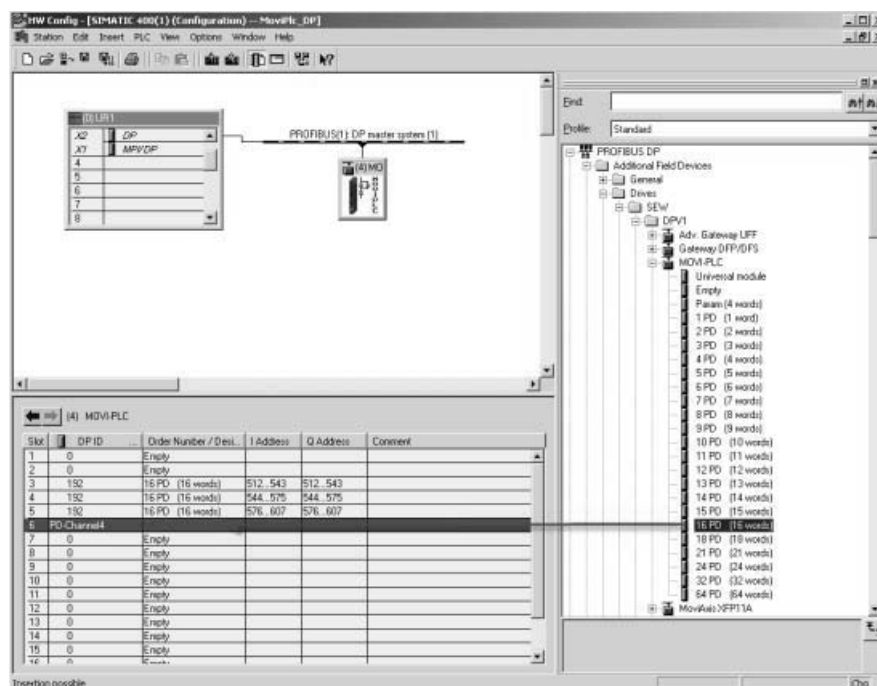 HW Config - [SIMATIC 400(1) (Configuration) -- MoviPlc_DP]
Station Edit Insert PLC View Options Window Help
(0) UR1
X2 DP
X1 MPI/DP
4
5
6
7
8
PROFIBUS(1): DP master system (1)
(4) MO
MOVIPLC
Find:
Profile: Standard
PROFIBUS DP
Additional Field Devices
General
Drives
SEW
DPV1
Adv. Gateway UFF
Gateway DFP/DFS
MOVI-PLC
Universal module
Empty
Param (4 words)
1 PD (1 word)
2 PD (2 words)
3 PD (3 words)
4 PD (4 words)
5 PD (5 words)
6 PD (6 words)
7 PD (7 words)
8 PD (8 words)
9 PD (9 words)
10 PD (10 words)
11 PD (11 words)
12 PD (12 words)
13 PD (13 words)
14 PD (14 words)
15 PD (15 words)
16 PD (16 words)
18 PD (18 words)
21 PD (21 words)
24 PD (24 words)
32 PD (32 words)
64 PD (64 words)
MoviAxis XFP11A
(4) MOVI-PLC
Slot DP ID ... Order Number / Desi... I Address Q Address Comment
1 0 Empty
2 0 Empty
3 192 16 PD (16 words) 512...543 512...543
4 192 16 PD (16 words) 544...575 544...575
5 192 16 PD (16 words) 576...607 576...607
6 PD-Channel4
7 0 Empty
8 0 Empty
9 0 Empty
10 0 Empty
11 0 Empty
12 0 Empty
13 0 Empty
14 0 Empty
15 0 Empty
16 0 Empty
Insertion possible
Chg